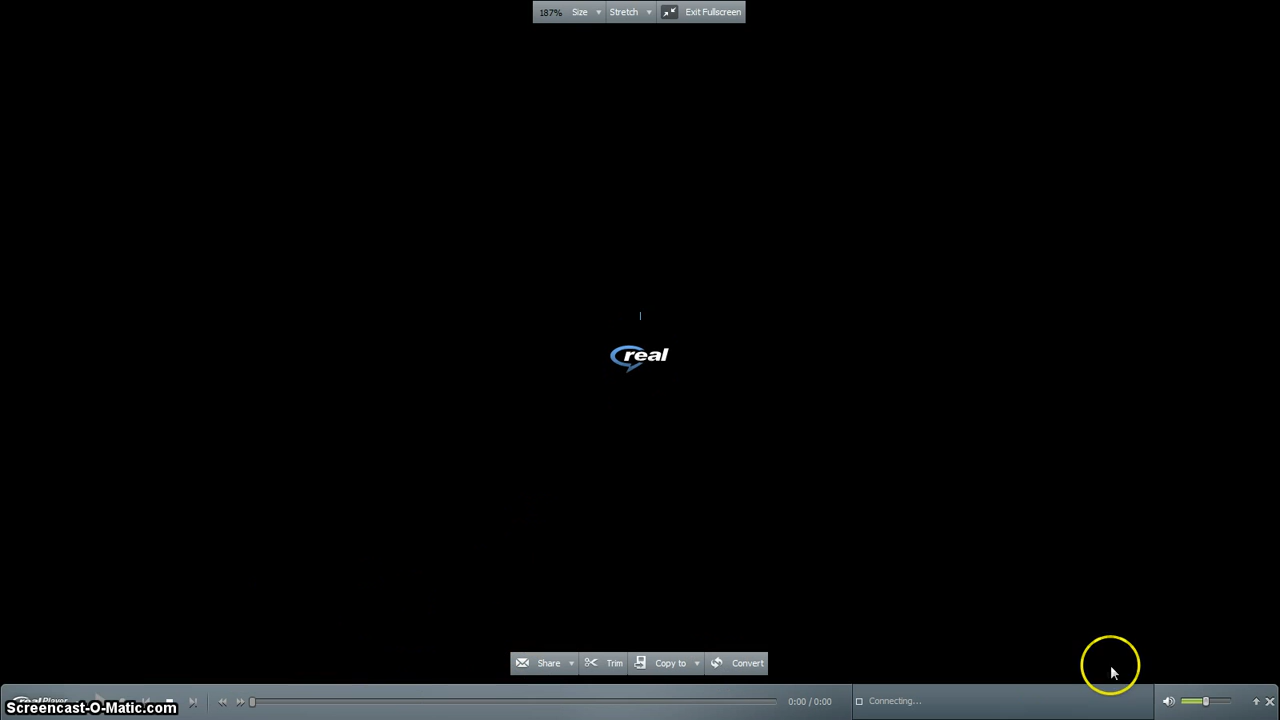 187% Size Stretch Exit Fullscreen
real
Share Trim Copy to Convert
realPlayer 0:00 / 0:00 Connecting...
Screencast-O-Matic.com